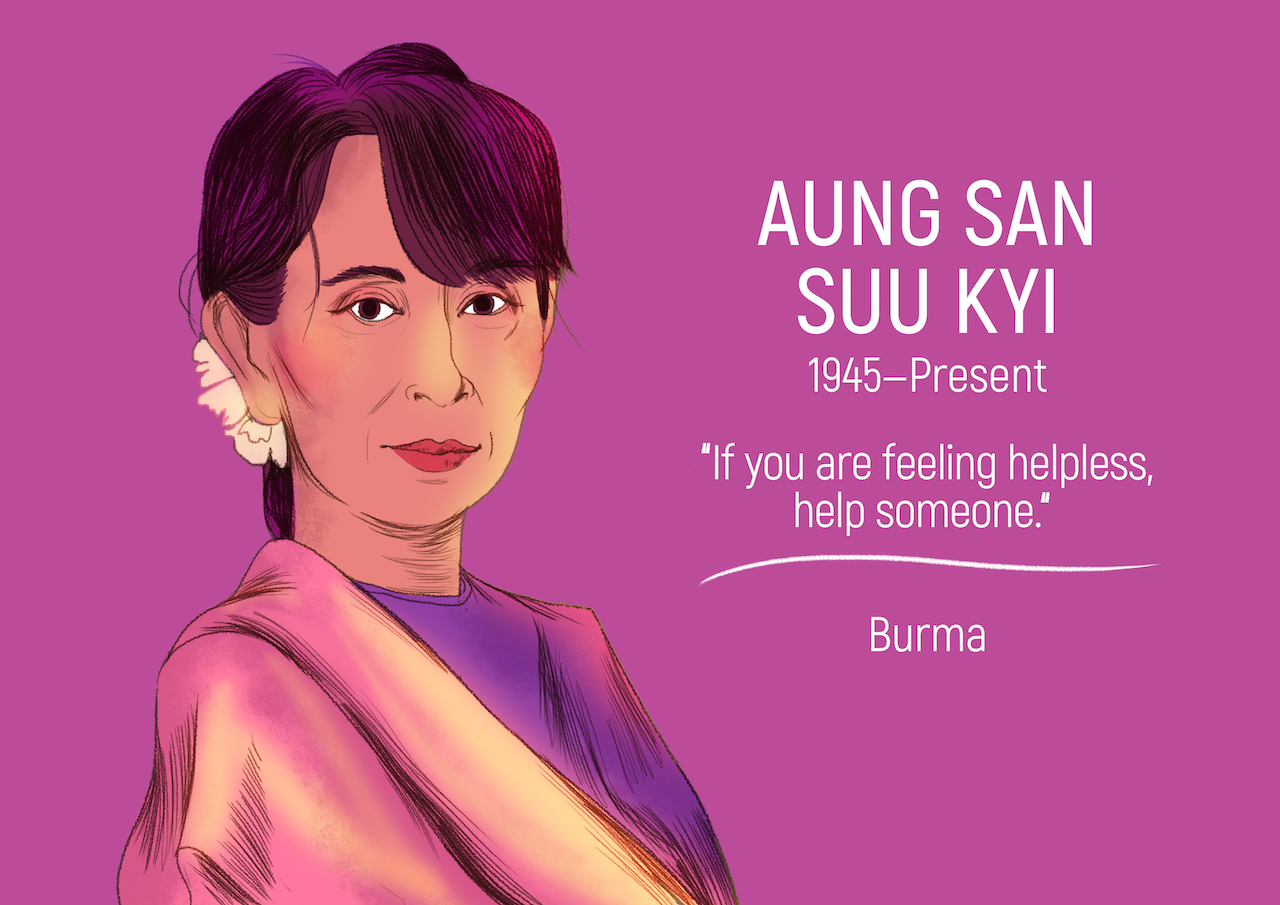 AUNG SAN
SUU KYI
1945–Present
"If you are feeling helpless,
help someone."
Burma